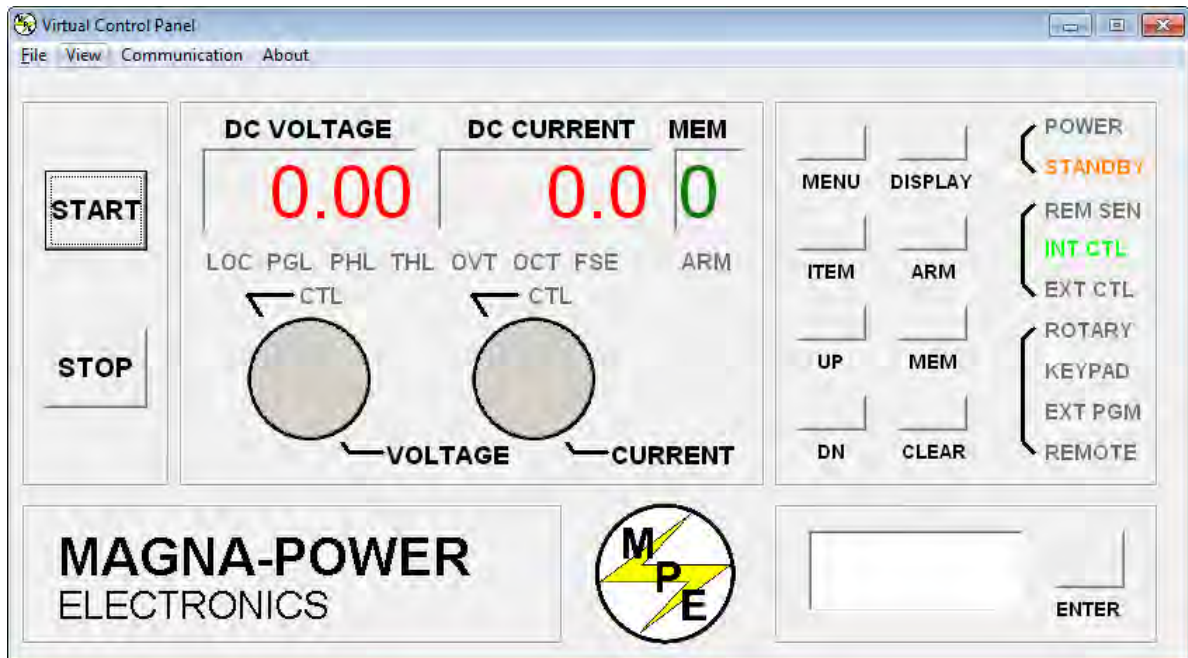 Virtual Control Panel
File View Communication About
START
STOP
DC VOLTAGE DC CURRENT MEM
0.00 0.0 0
LOC PGL PHL THL OVT OCT FSE ARM
CTL CTL
VOLTAGE CURRENT
MENU DISPLAY
ITEM ARM
UP MEM
DN CLEAR
POWER
STANDBY
REM SEN
INT CTL
EXT CTL
ROTARY
KEYPAD
EXT PGM
REMOTE
MAGNA-POWER
ELECTRONICS
M
P
E
ENTER